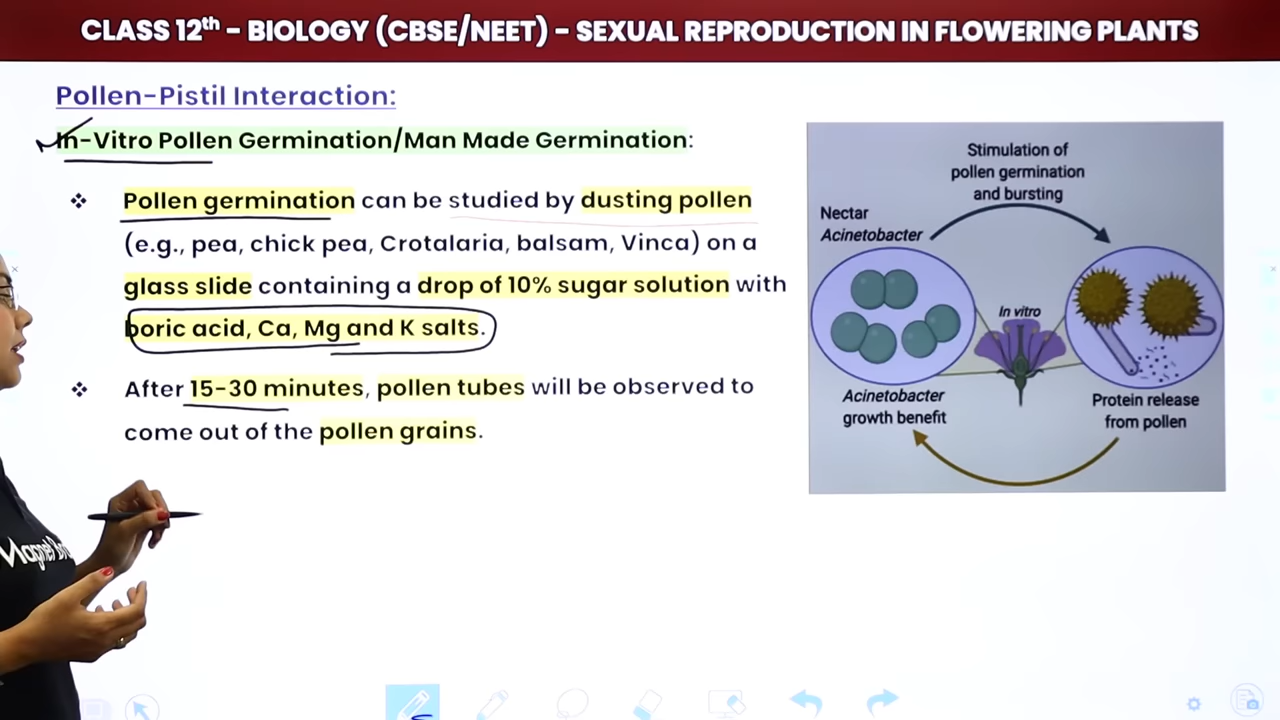 CLASS 12th – BIOLOGY (CBSE/NEET) – SEXUAL REPRODUCTION IN FLOWERING PLANTS
Pollen-Pistil Interaction:
In-Vitro Pollen Germination/Man Made Germination:
❖ Pollen germination can be studied by dusting pollen
(e.g., pea, chick pea, Crotalaria, balsam, Vinca) on a
glass slide containing a drop of 10% sugar solution with
boric acid, Ca, Mg and K salts.
❖ After 15-30 minutes, pollen tubes will be observed to
come out of the pollen grains.
Stimulation of
pollen germination
and bursting
Nectar
Acinetobacter
In vitro
Acinetobacter
growth benefit
Protein release
from pollen